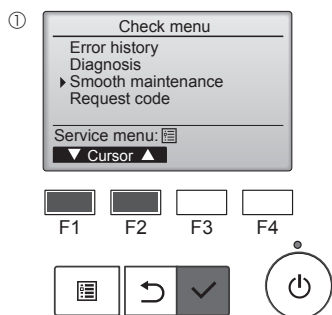 ①
Check menu
Error history
Diagnosis
Smooth maintenance
Request code
Service menu:
▼ Cursor ▲
F1 F2 F3 F4